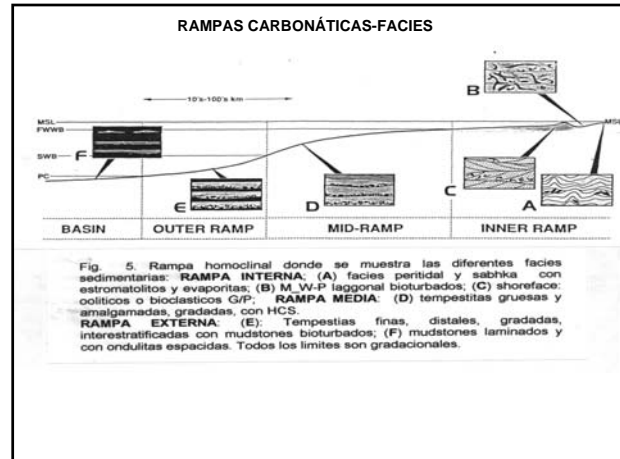 RAMPAS CARBONÁTICAS-FACIES
10's-100's km
B
MSL
MSL
FWWB
F
SWB
PC
E
D
C
A
BASIN
OUTER RAMP
MID-RAMP
INNER RAMP
Fig. 5. Rampa homoclinal donde se muestra las diferentes facies
sedimentarias: RAMPA INTERNA; (A) facies peritidal y sabhka con
estromatolitos y evaporitas; (B) M_W-P laggonal bioturbados; (C) shoreface:
ooliticos o bioclasticos G/P; RAMPA MEDIA: (D) tempestitas gruesas y
amalgamadas, gradadas, con HCS.
RAMPA EXTERNA: (E): Tempestias finas, distales, gradadas,
interestratificadas con mudstones bioturbados; (F) mudstones laminados y
con ondulitas espacidas. Todos los limites son gradacionales.